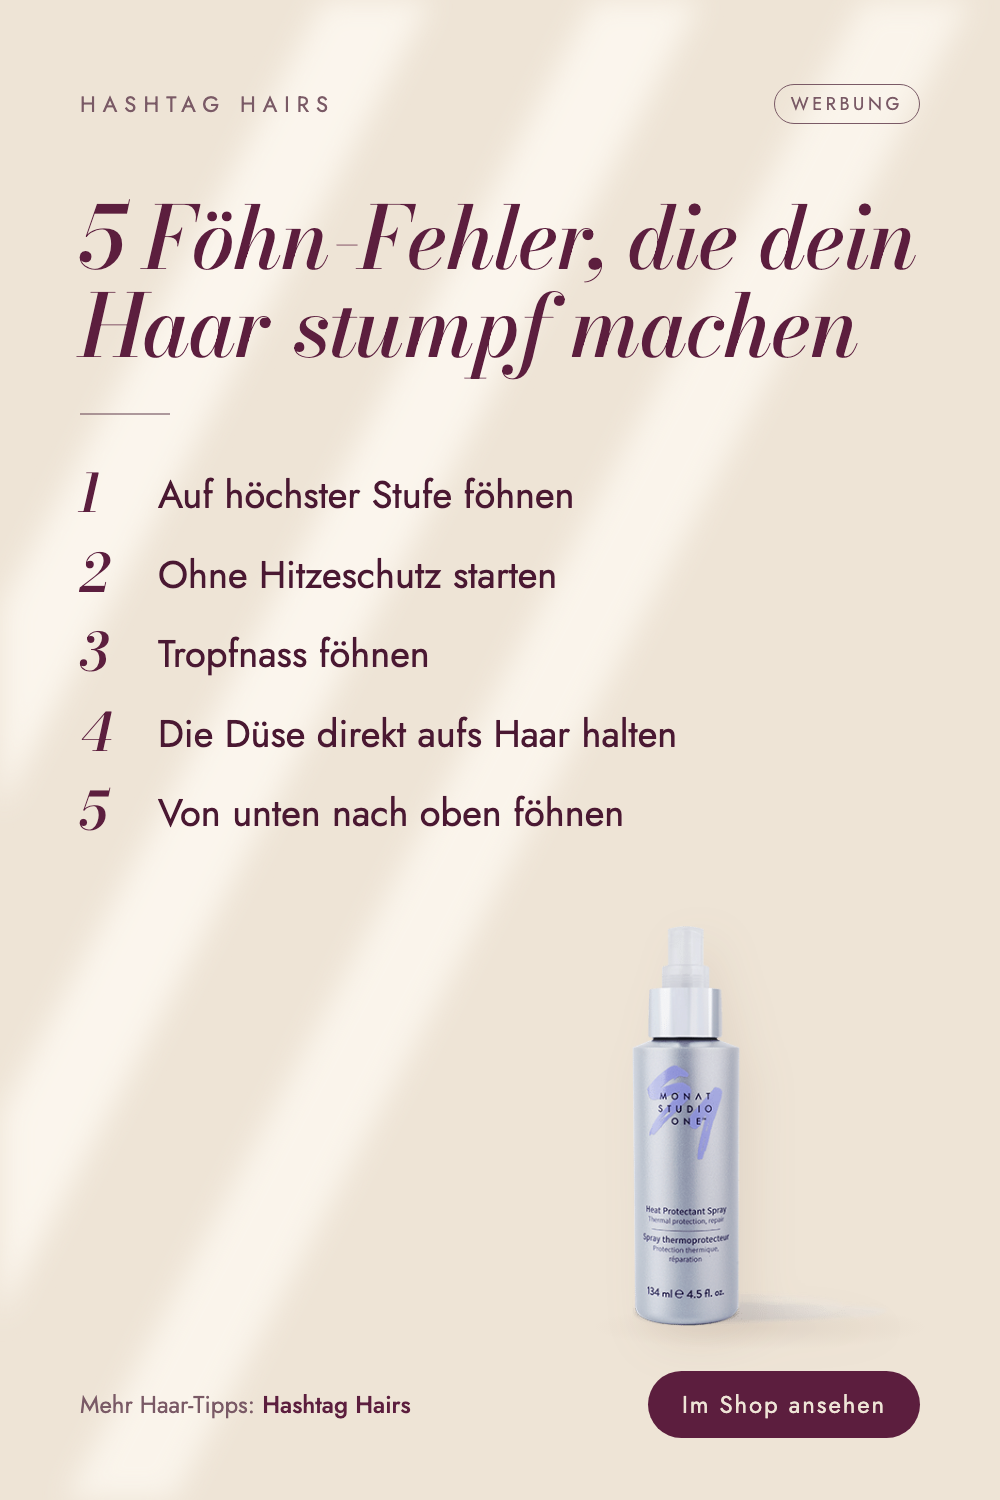 HASHTAG HAIRS
WERBUNG
5 Föhn-Fehler, die dein
Haar stumpf machen
1 Auf höchster Stufe föhnen
2 Ohne Hitzeschutz starten
3 Tropfnass föhnen
4 Die Düse direkt aufs Haar halten
5 Von unten nach oben föhnen
MONAT
STUDIO
ONE™
Heat Protectant Spray
Thermal protection, repair
Spray thermoprotecteur
Protection thermique,
réparation
134 ml ℮ 4.5 fl. oz.
Mehr Haar-Tipps: Hashtag Hairs
Im Shop ansehen